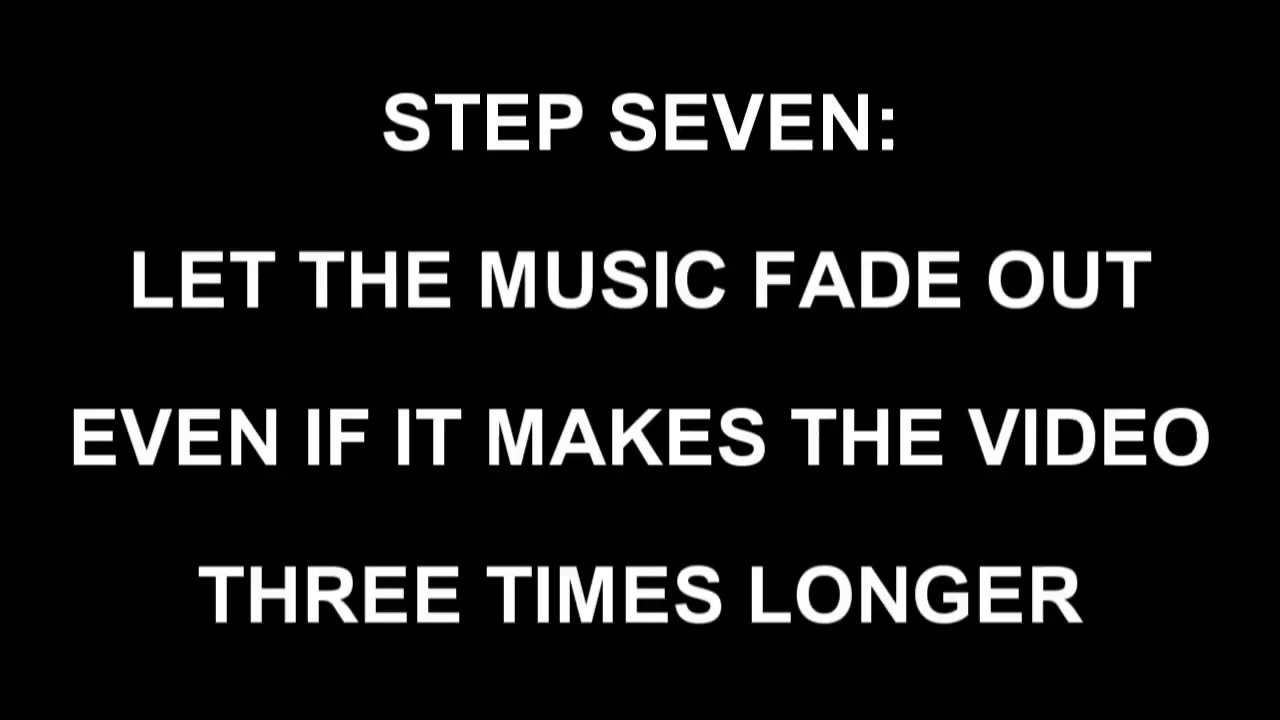 STEP SEVEN:
LET THE MUSIC FADE OUT
EVEN IF IT MAKES THE VIDEO
THREE TIMES LONGER